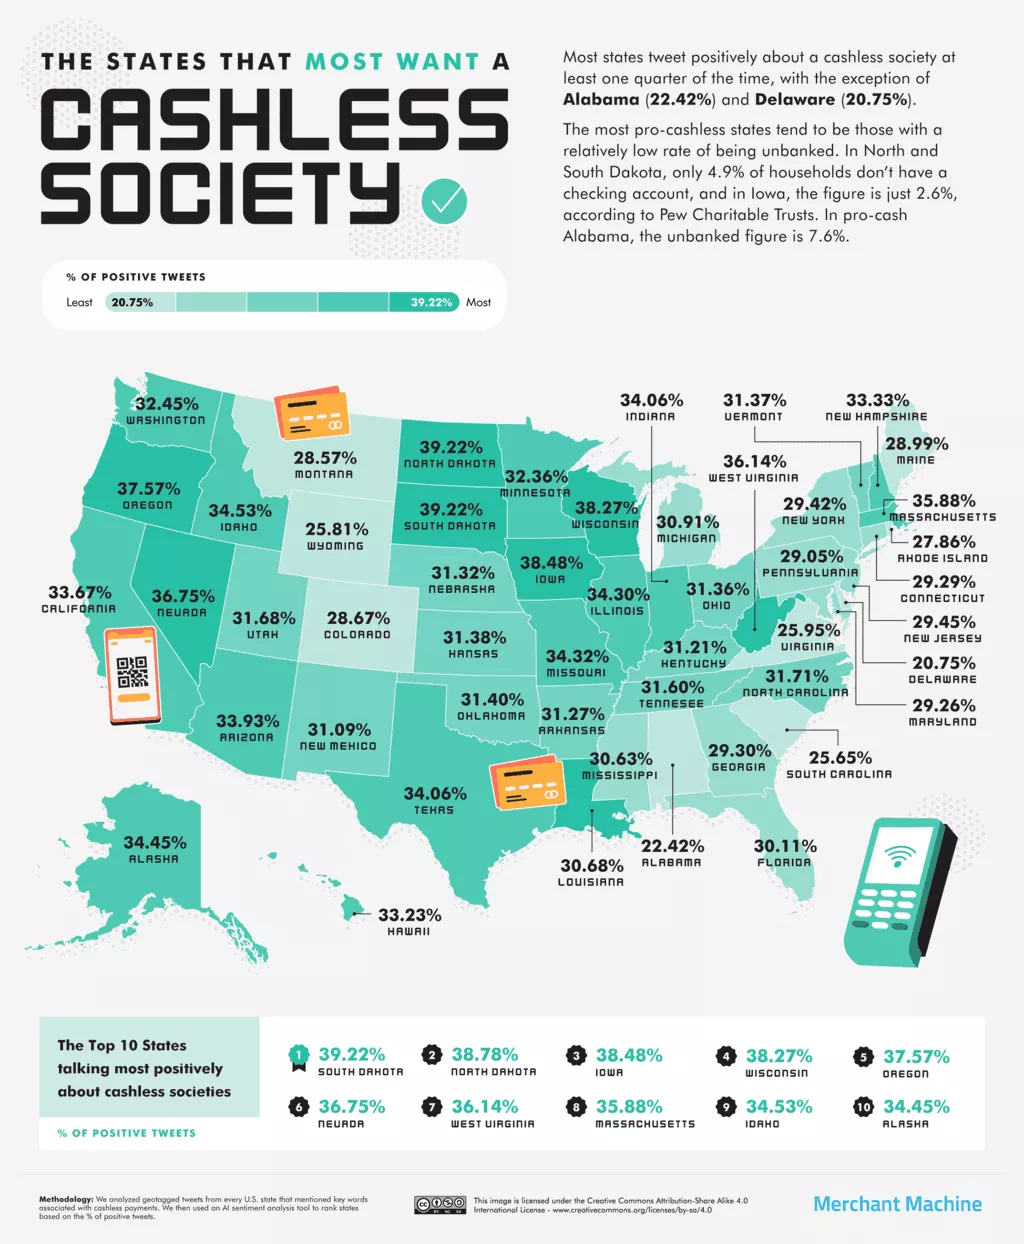 THE STATES THAT MOST WANT A
CASHLESS
SOCIETY
Most states tweet positively about a cashless society at
least one quarter of the time, with the exception of
Alabama (22.42%) and Delaware (20.75%).
The most pro-cashless states tend to be those with a
relatively low rate of being unbanked. In North and
South Dakota, only 4.9% of households don't have a
checking account, and in Iowa, the figure is just 2.6%,
according to Pew Charitable Trusts. In pro-cash
Alabama, the unbanked figure is 7.6%.
% OF POSITIVE TWEETS
Least 20.75% 39.22% Most
32.45%
WASHINGTON
28.57%
MONTANA
39.22%
NORTH DAKOTA
34.06%
INDIANA
31.37%
VERMONT
33.33%
NEW HAMPSHIRE
28.99%
MAINE
37.57%
OREGON
34.53%
IDAHO
25.81%
WYOMING
39.22%
SOUTH DAKOTA
32.36%
MINNESOTA
38.27%
WISCONSIN
30.91%
MICHIGAN
36.14%
WEST VIRGINIA
29.42%
NEW YORK
35.88%
MASSACHUSETTS
27.86%
RHODE ISLAND
33.67%
CALIFORNIA
36.75%
NEVADA
31.68%
UTAH
28.67%
COLORADO
31.32%
NEBRASKA
38.48%
IOWA
34.30%
ILLINOIS
31.36%
OHIO
29.05%
PENNSYLVANIA
29.29%
CONNECTICUT
29.45%
NEW JERSEY
20.75%
DELAWARE
29.26%
MARYLAND
31.38%
KANSAS
34.32%
MISSOURI
31.21%
KENTUCKY
25.95%
VIRGINIA
33.93%
ARIZONA
31.09%
NEW MEXICO
31.40%
OKLAHOMA
31.27%
ARKANSAS
31.60%
TENNESEE
31.71%
NORTH CAROLINA
34.06%
TEXAS
30.63%
MISSISSIPPI
29.30%
GEORGIA
25.65%
SOUTH CAROLINA
34.45%
ALASKA
33.23%
HAWAII
30.68%
LOUISIANA
22.42%
ALABAMA
30.11%
FLORIDA
The Top 10 States
talking most positively
about cashless societies
% OF POSITIVE TWEETS
1 39.22%
SOUTH DAKOTA
2 38.78%
NORTH DAKOTA
3 38.48%
IOWA
4 38.27%
WISCONSIN
5 37.57%
OREGON
6 36.75%
NEVADA
7 36.14%
WEST VIRGINIA
8 35.88%
MASSACHUSETTS
9 34.53%
IDAHO
10 34.45%
ALASKA
Methodology: We analyzed geotagged tweets from every U.S. state that mentioned key words
associated with cashless payments. We then used an AI sentiment analysis tool to rank states
based on the % of positive tweets.
CC BY NC SA
This image is licensed under the Creative Commons Attribution-Share Alike 4.0
International License - www.creativecommons.org/licenses/by-sa/4.0
Merchant Machine